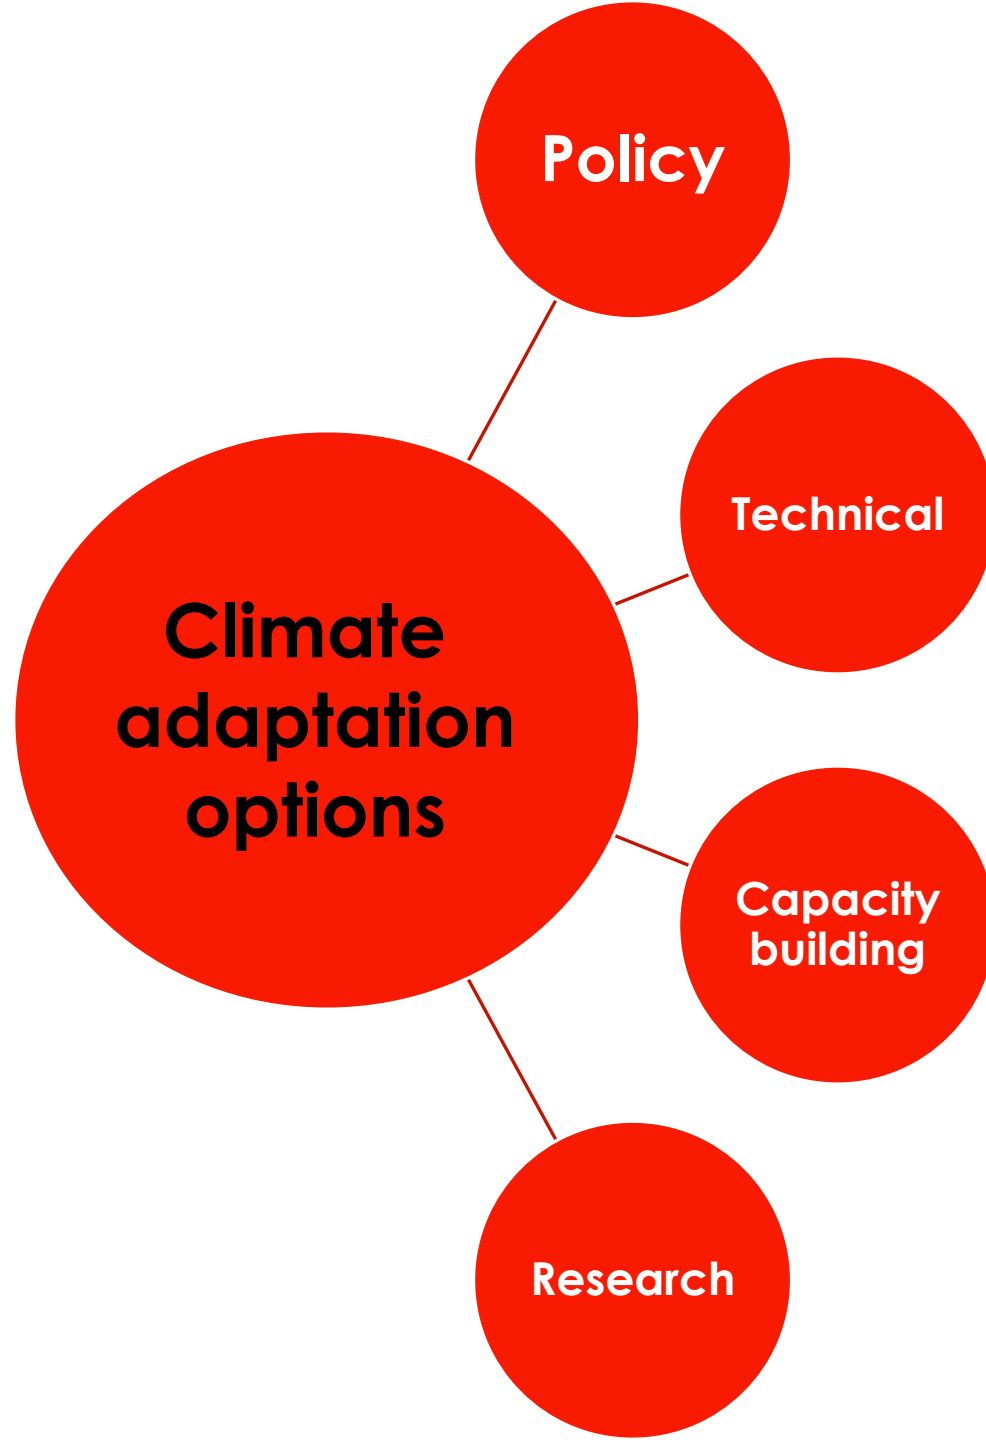 Policy
Technical
Climate
adaptation
options
Capacity
building
Research